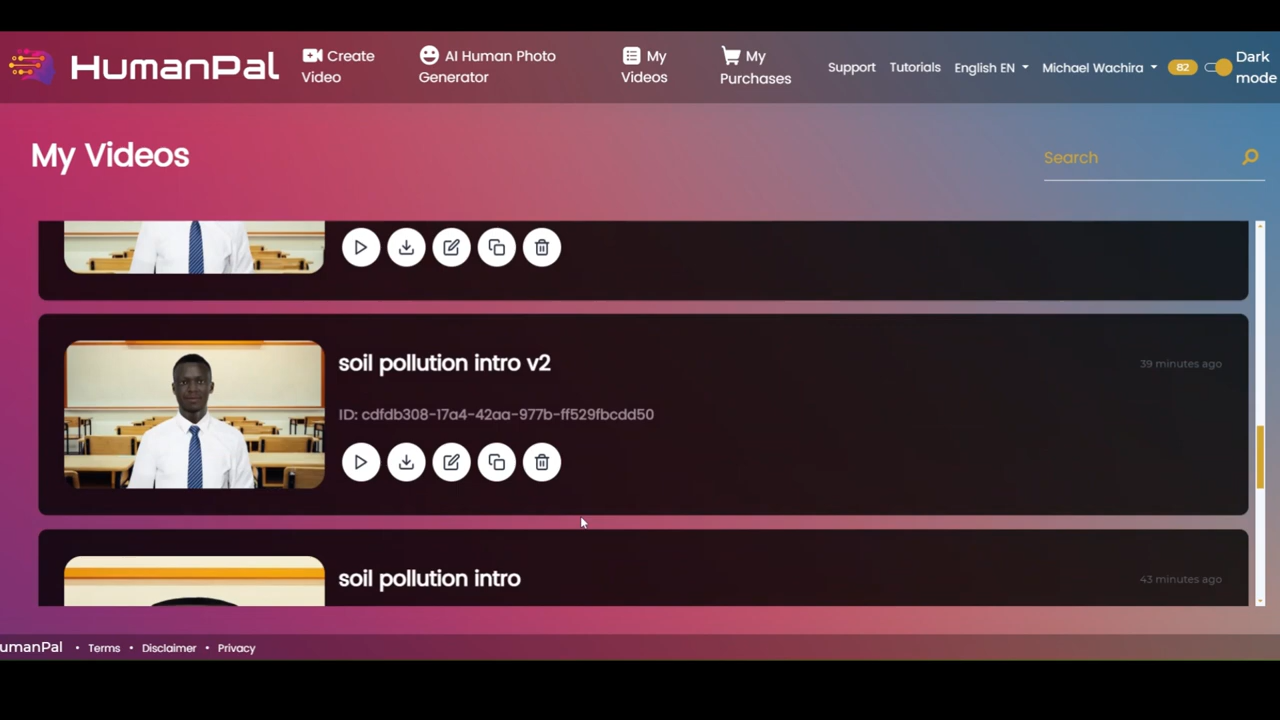 HumanPal
Create Video
AI Human Photo Generator
My Videos
My Purchases
Support
Tutorials
English EN
Michael Wachira
82
Dark mode
My Videos
Search
soil pollution intro v2
39 minutes ago
ID: cdfdb308-17a4-42aa-977b-ff529fbcdd50
soil pollution intro
43 minutes ago
umanPal • Terms • Disclaimer • Privacy